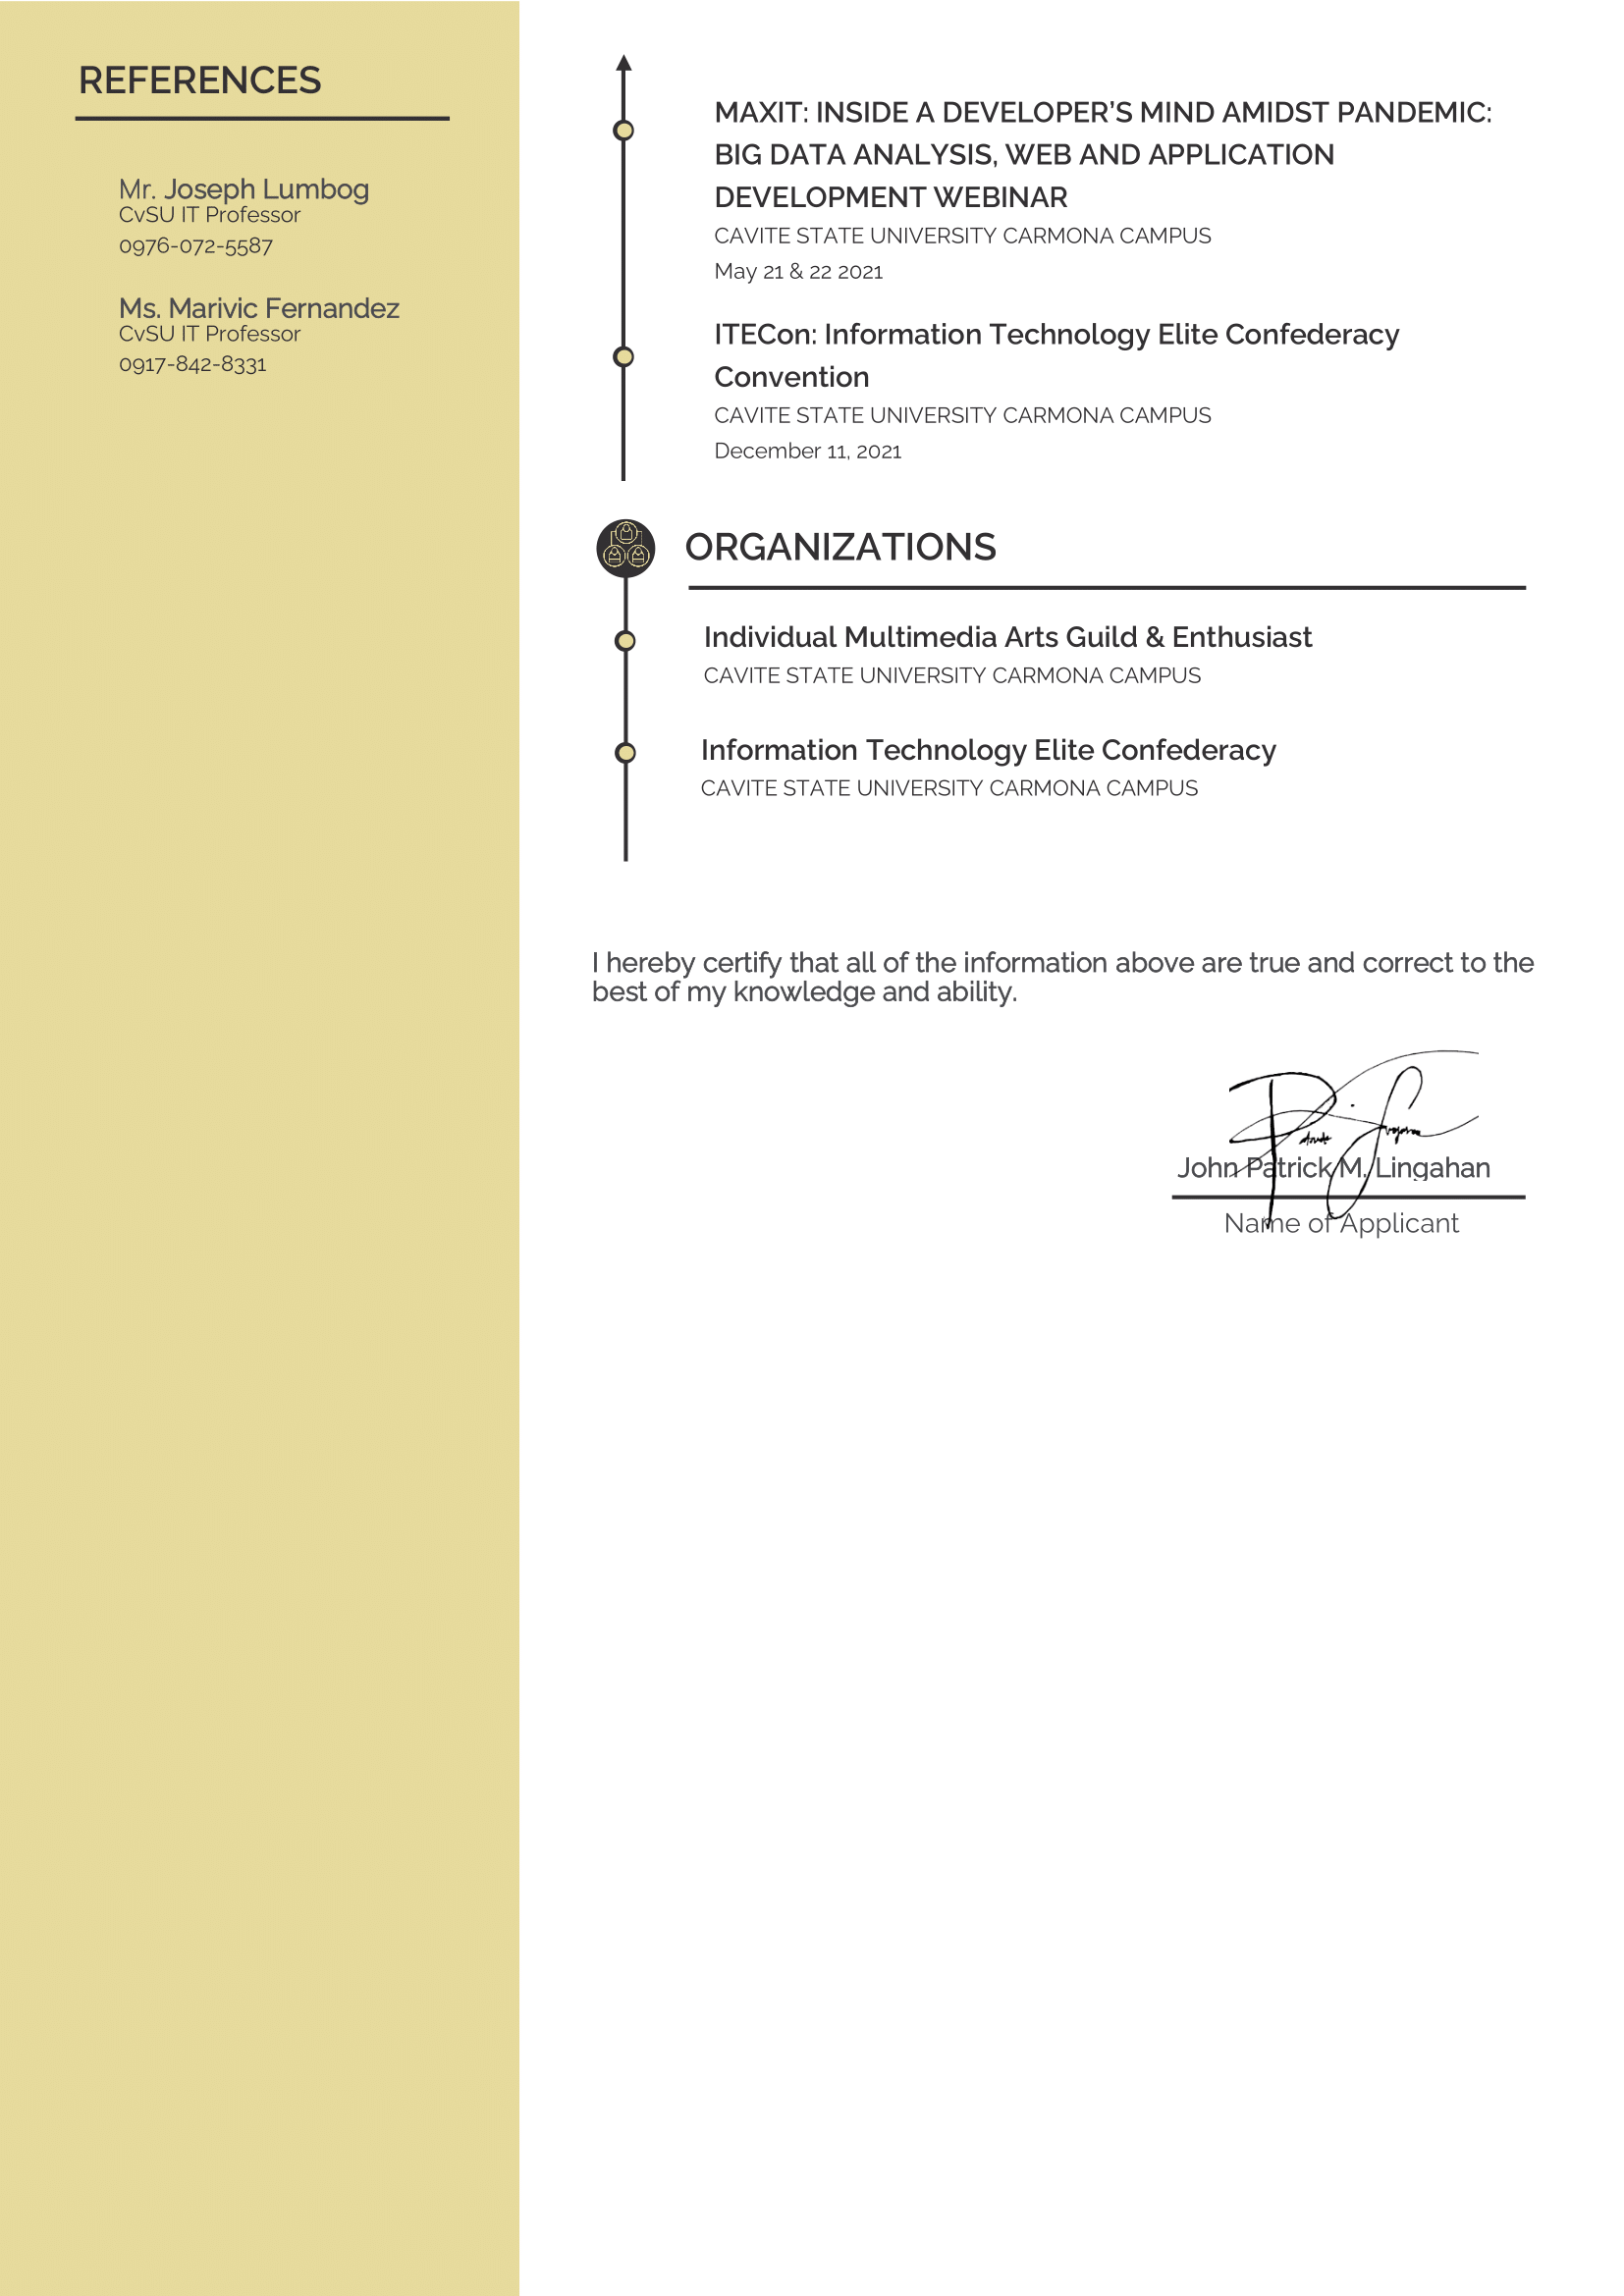 REFERENCES
Mr. Joseph Lumbog
CvSU IT Professor
0976-072-5587
Ms. Marivic Fernandez
CvSU IT Professor
0917-842-8331
MAXIT: INSIDE A DEVELOPER'S MIND AMIDST PANDEMIC:
BIG DATA ANALYSIS, WEB AND APPLICATION
DEVELOPMENT WEBINAR
CAVITE STATE UNIVERSITY CARMONA CAMPUS
May 21 & 22 2021
ITECon: Information Technology Elite Confederacy
Convention
CAVITE STATE UNIVERSITY CARMONA CAMPUS
December 11, 2021
ORGANIZATIONS
Individual Multimedia Arts Guild & Enthusiast
CAVITE STATE UNIVERSITY CARMONA CAMPUS
Information Technology Elite Confederacy
CAVITE STATE UNIVERSITY CARMONA CAMPUS
I hereby certify that all of the information above are true and correct to the
best of my knowledge and ability.
John Patrick M. Lingahan
Name of Applicant